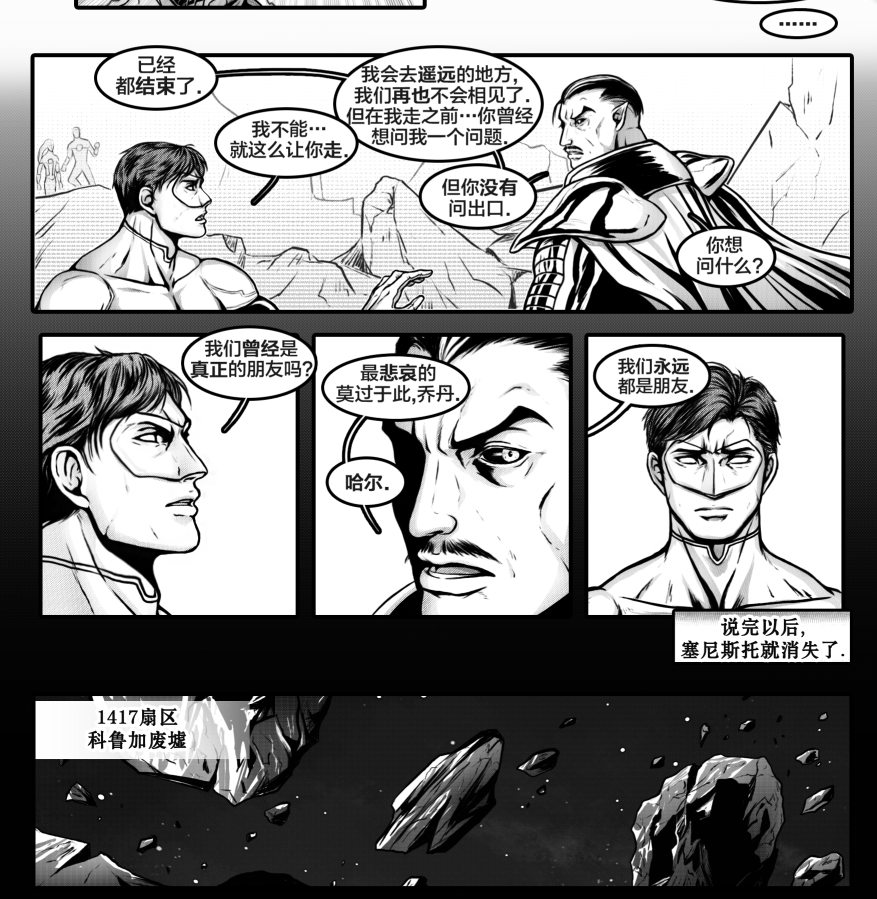 ……
已经
都结束了.
我不能…
就这么让你走.
我会去遥远的地方,
我们再也不会相见了.
但在我走之前…你曾经
想问我一个问题.
但你没有
问出口.
你想
问什么?
我们曾经是
真正的朋友吗?
最悲哀的
莫过于此,乔丹.
哈尔.
我们永远
都是朋友.
说完以后,
塞尼斯托就消失了.
1417扇区
科鲁加废墟